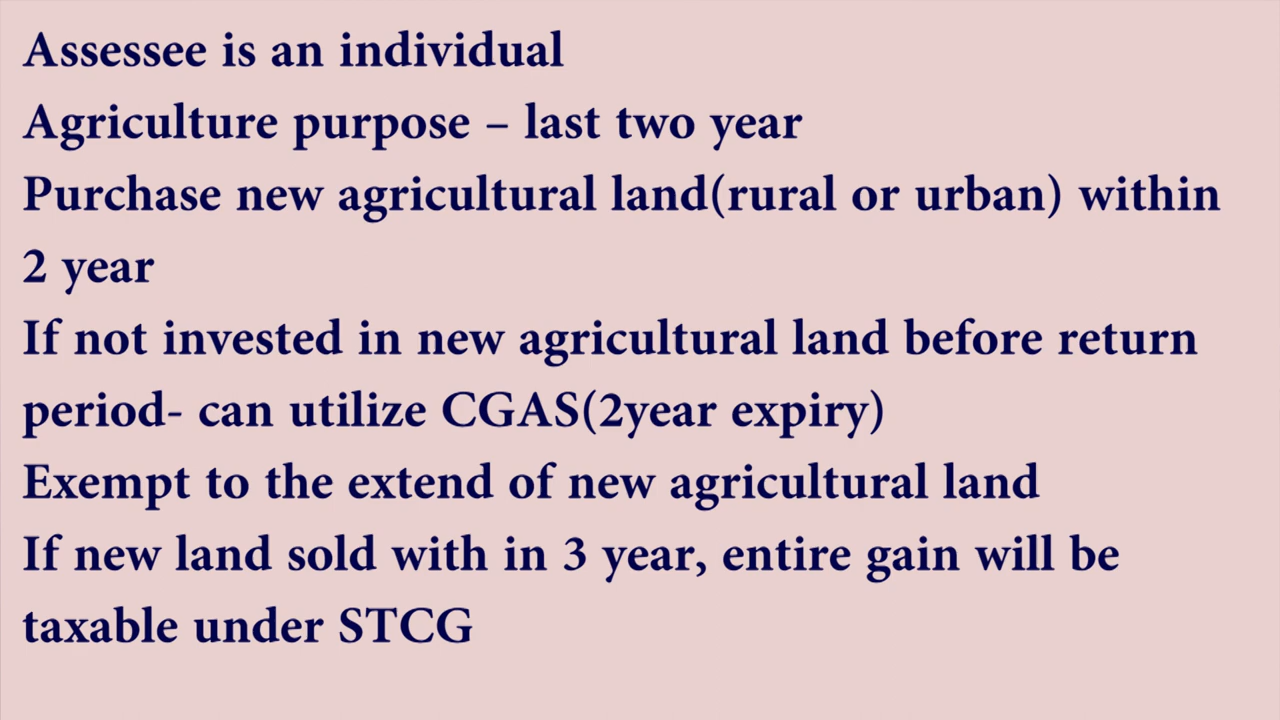 Assessee is an individual
Agriculture purpose – last two year
Purchase new agricultural land(rural or urban) within
2 year
If not invested in new agricultural land before return
period- can utilize CGAS(2year expiry)
Exempt to the extend of new agricultural land
If new land sold with in 3 year, entire gain will be
taxable under STCG